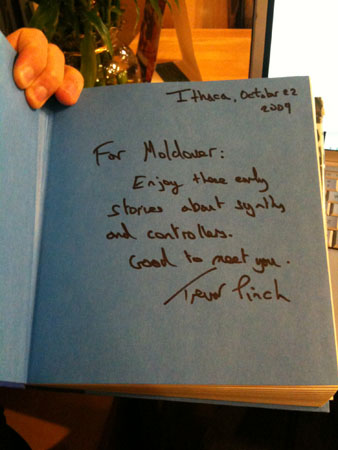 Ithaca, October 22
2009
For Moldover:
Enjoy these early
stories about synths
and controllers.
Good to meet you.
Trevor Pinch